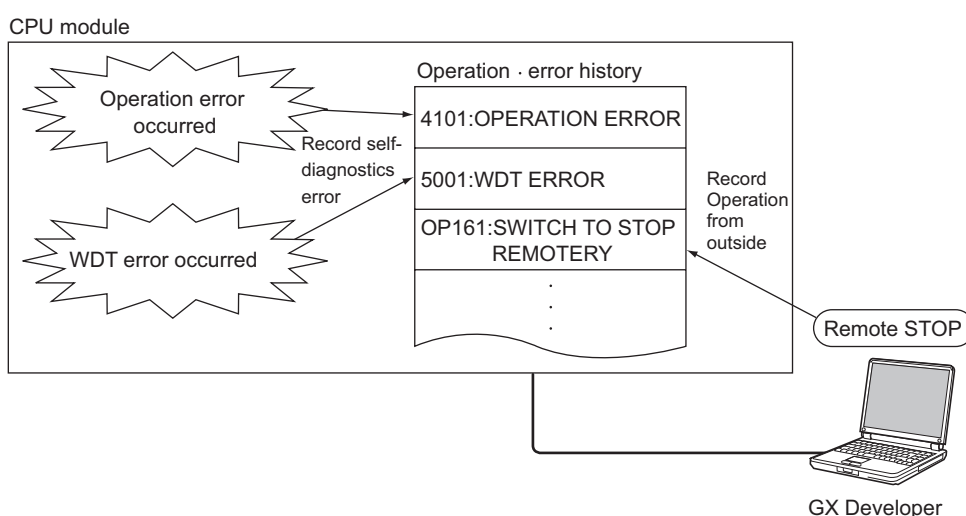 CPU module
Operation error
occurred
Operation · error history
4101:OPERATION ERROR
Record self-
diagnostics
error
5001:WDT ERROR
Record
Operation
from
outside
WDT error occurred
OP161:SWITCH TO STOP
REMOTERY
Remote STOP
GX Developer